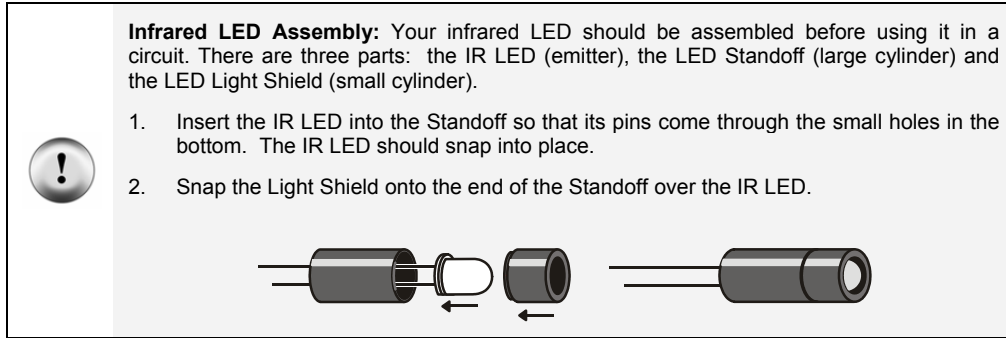 Infrared LED Assembly: Your infrared LED should be assembled before using it in a
circuit. There are three parts: the IR LED (emitter), the LED Standoff (large cylinder) and
the LED Light Shield (small cylinder).
1. Insert the IR LED into the Standoff so that its pins come through the small holes in the
bottom. The IR LED should snap into place.
!
2. Snap the Light Shield onto the end of the Standoff over the IR LED.